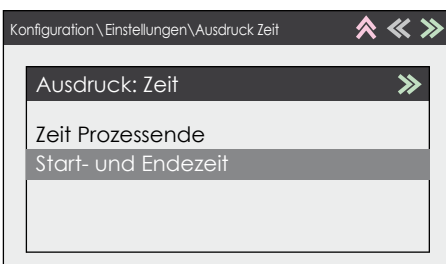 Konfiguration\Einstellungen\Ausdruck Zeit
Ausdruck: Zeit
Zeit Prozessende
Start- und Endezeit